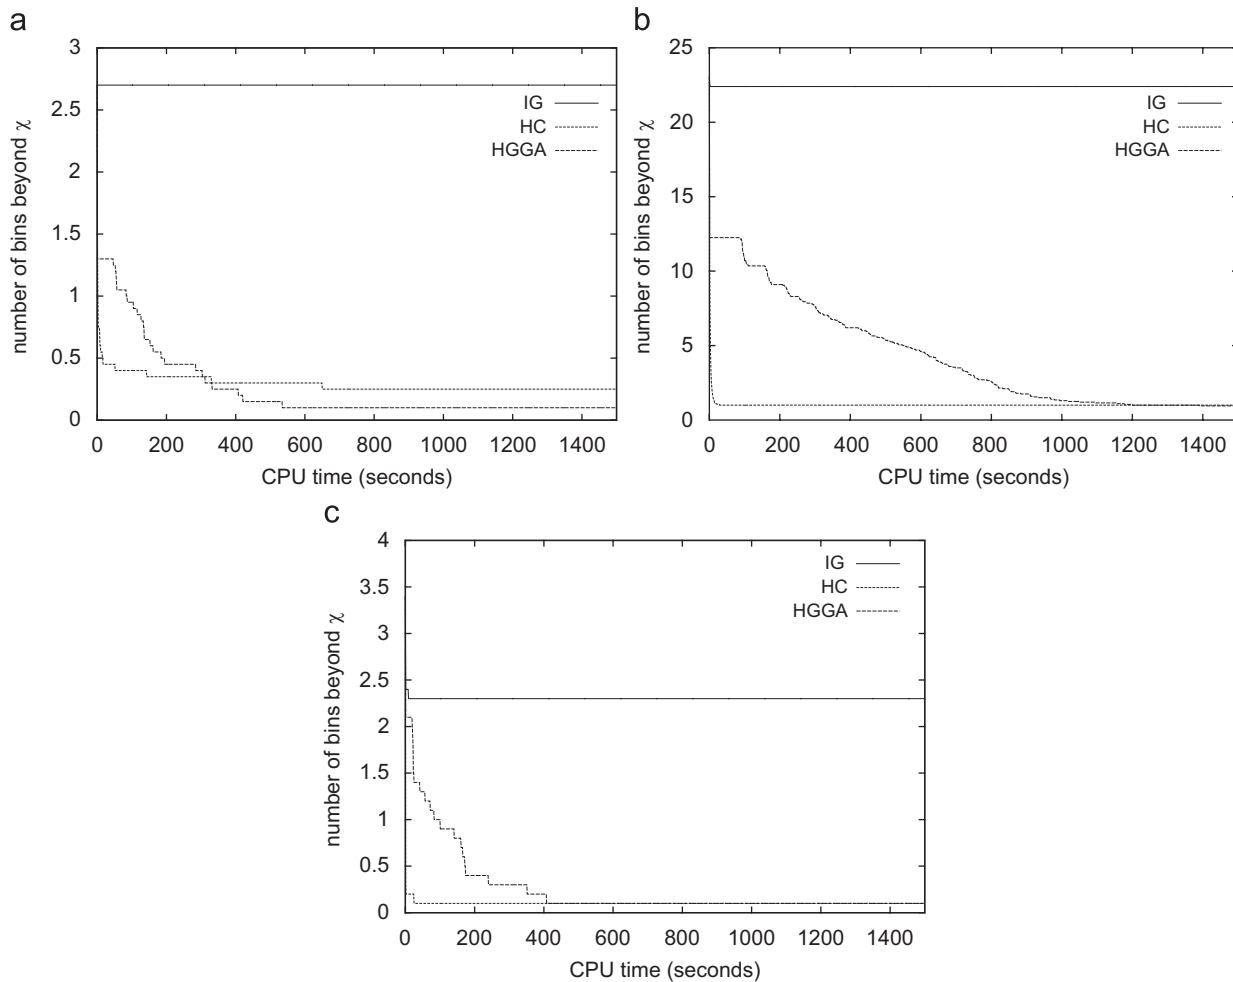 a
number of bins beyond χ
3
2.5
2
1.5
1
0.5
0
0 200 400 600 800 1000 1200 1400
CPU time (seconds)
IG
HC
HGGA
b
number of bins beyond χ
25
20
15
10
5
0
0 200 400 600 800 1000 1200 1400
CPU time (seconds)
IG
HC
HGGA
c
number of bins beyond χ
4
3.5
3
2.5
2
1.5
1
0.5
0
0 200 400 600 800 1000 1200 1400
CPU time (seconds)
IG
HC
HGGA